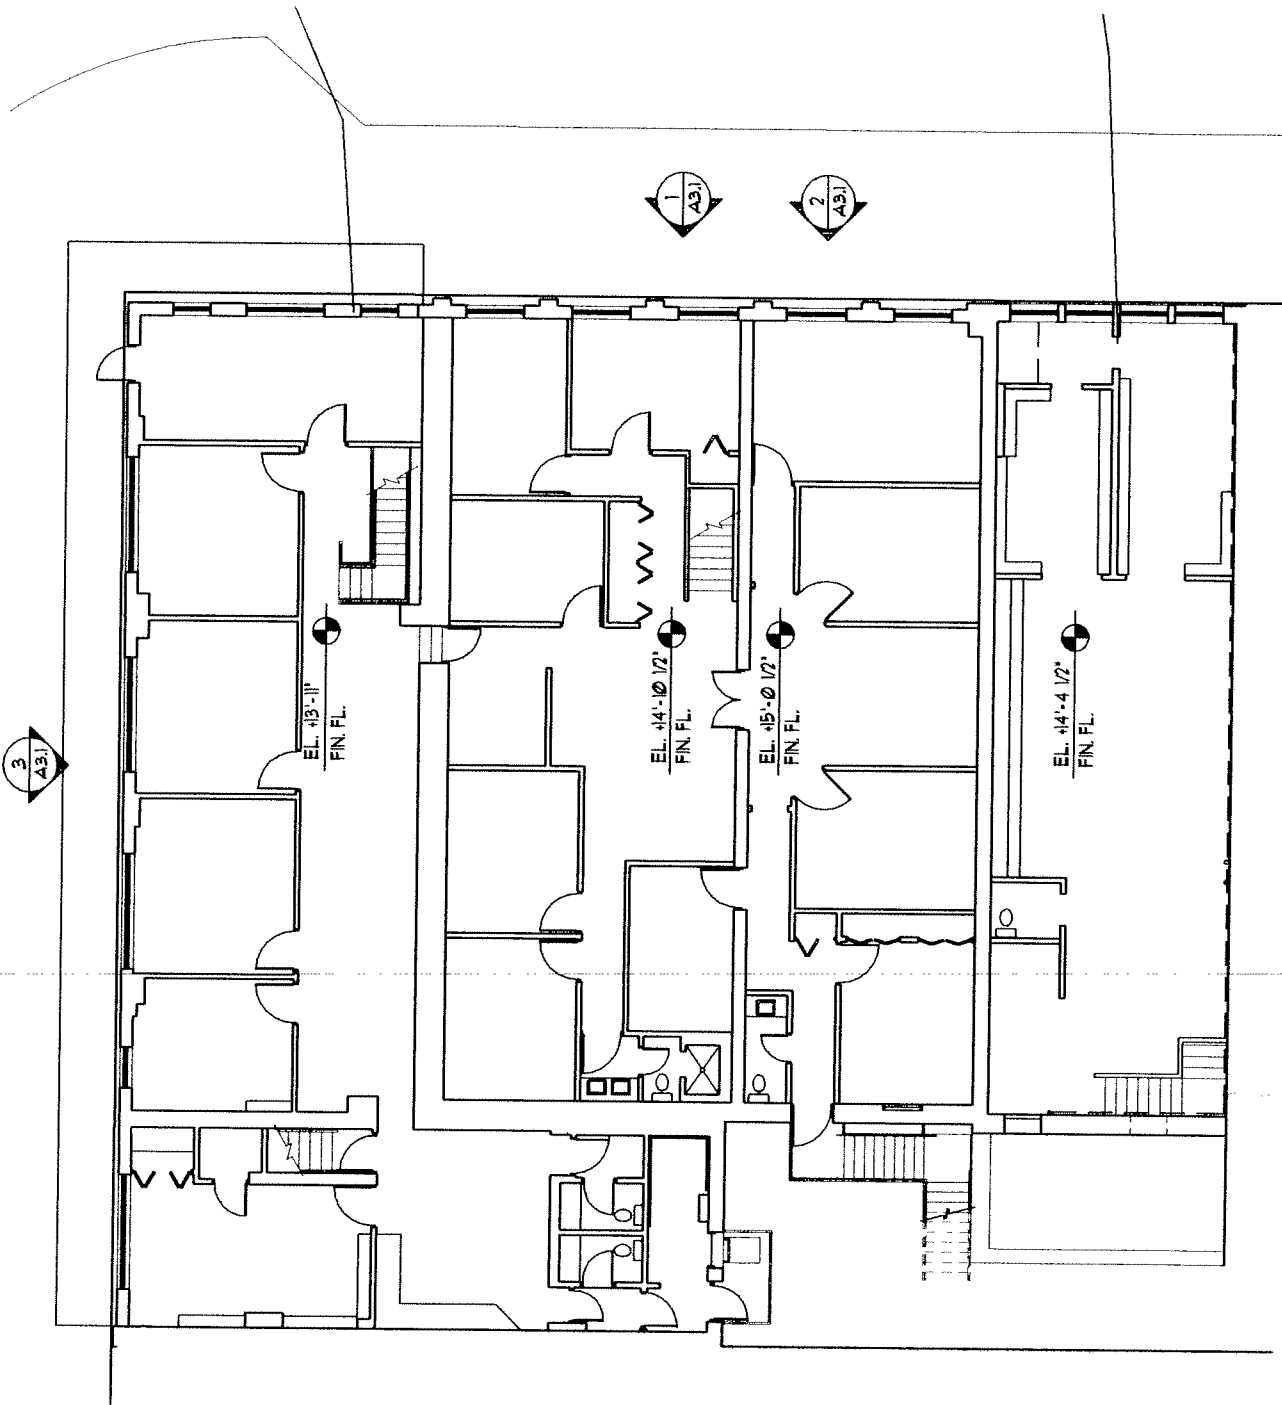 1
A3.1
2
A3.1
3
A3.1
EL. +13'-11"
FIN. FL.
EL. +14'-10 1/2"
FIN. FL.
EL. +15'-0 1/2"
FIN. FL.
EL. +14'-4 1/2"
FIN. FL.